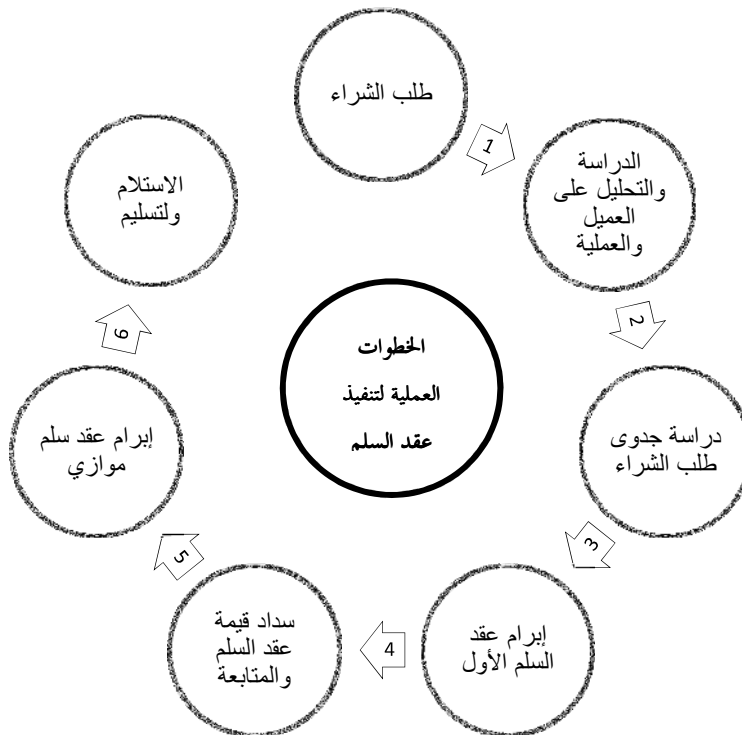 طلب الشراء
1
الدراسة
والتحليل على
العميل
والعملية
2
دراسة جدوى
طلب الشراء
3
إبرام عقد
السلم الأول
4
سداد قيمة
عقد السلم
والمتابعة
5
إبرام عقد سلم
موازي
6
الاستلام
ولتسليم
الخطوات
العملية لتنفيذ
عقد السلم